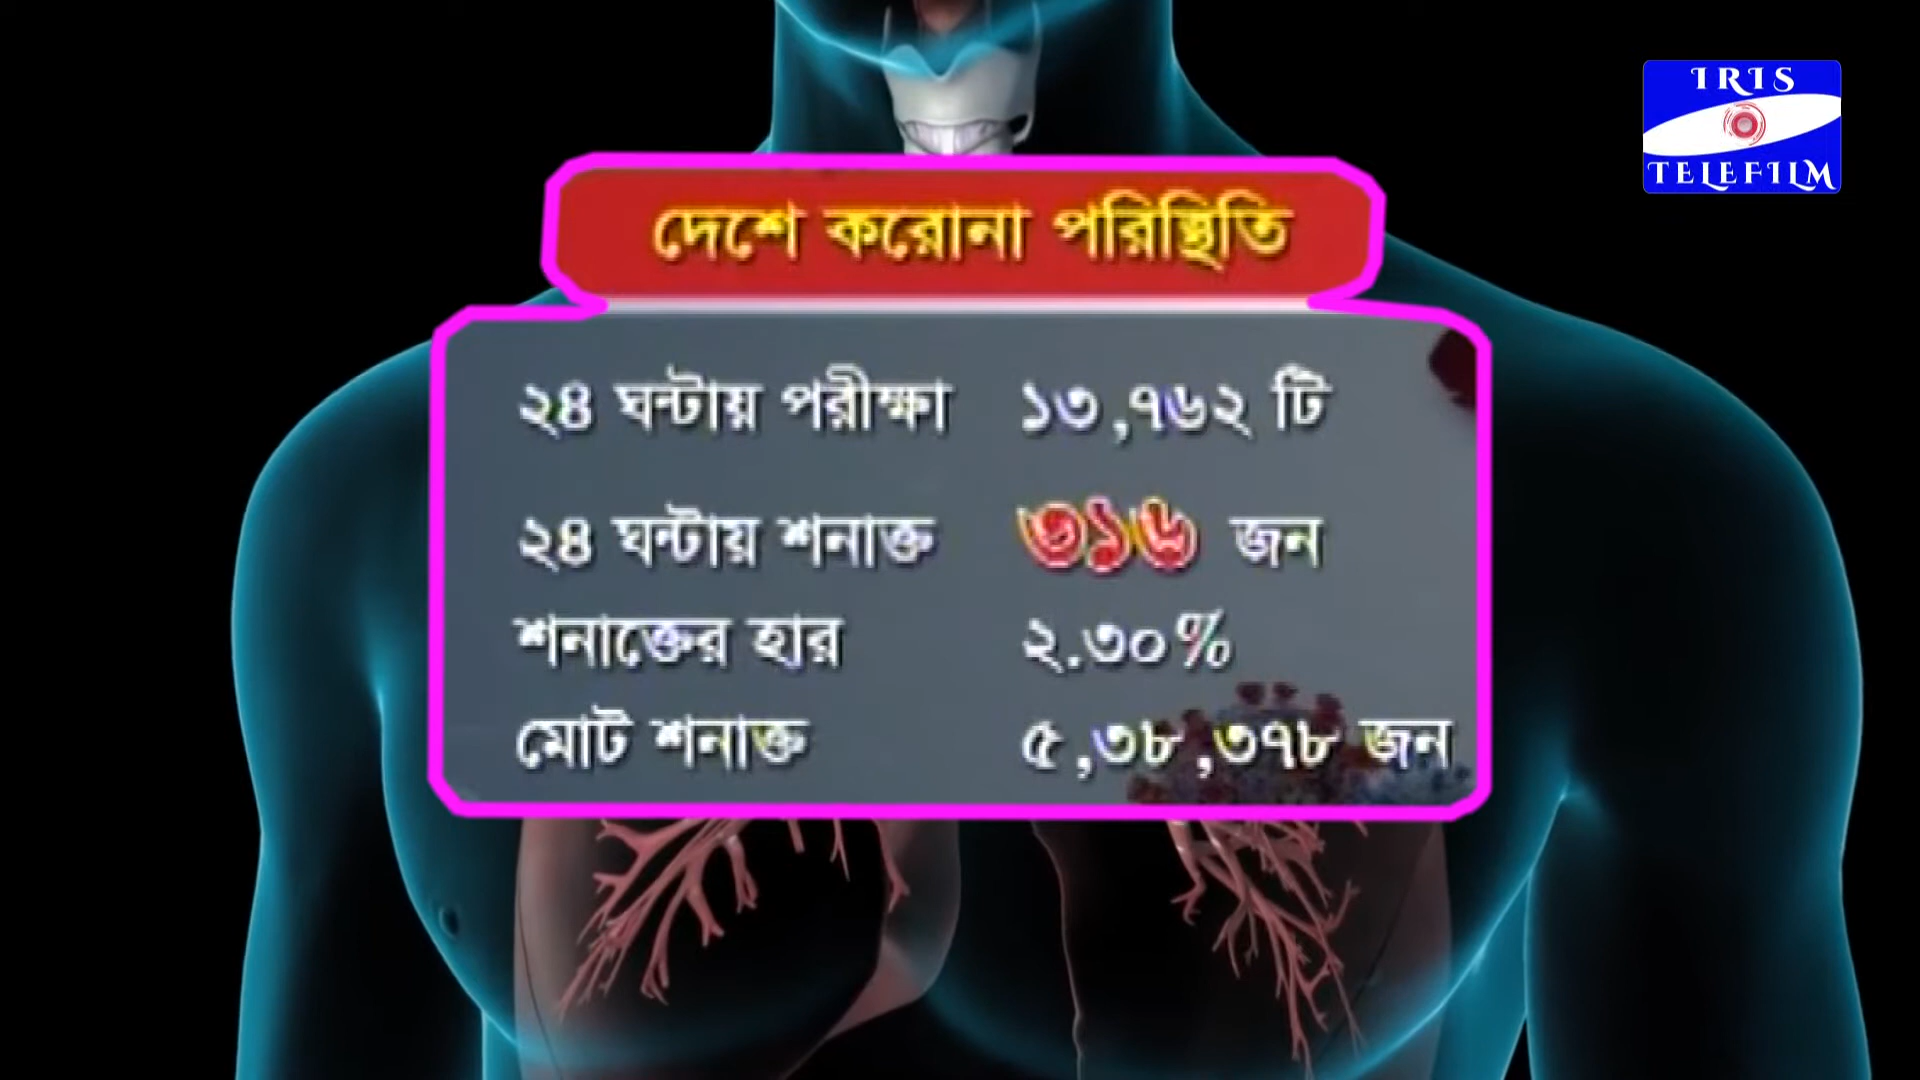 IRIS
TELEFILM
দেশে করোনা পরিস্থিতি
২৪ ঘন্টায় পরীক্ষা ১৩,৭৬২ টি
২৪ ঘন্টায় শনাক্ত ৩১৬ জন
শনাক্তের হার ২.৩০%
মোট শনাক্ত ৫,৩৮,৩৭৮ জন